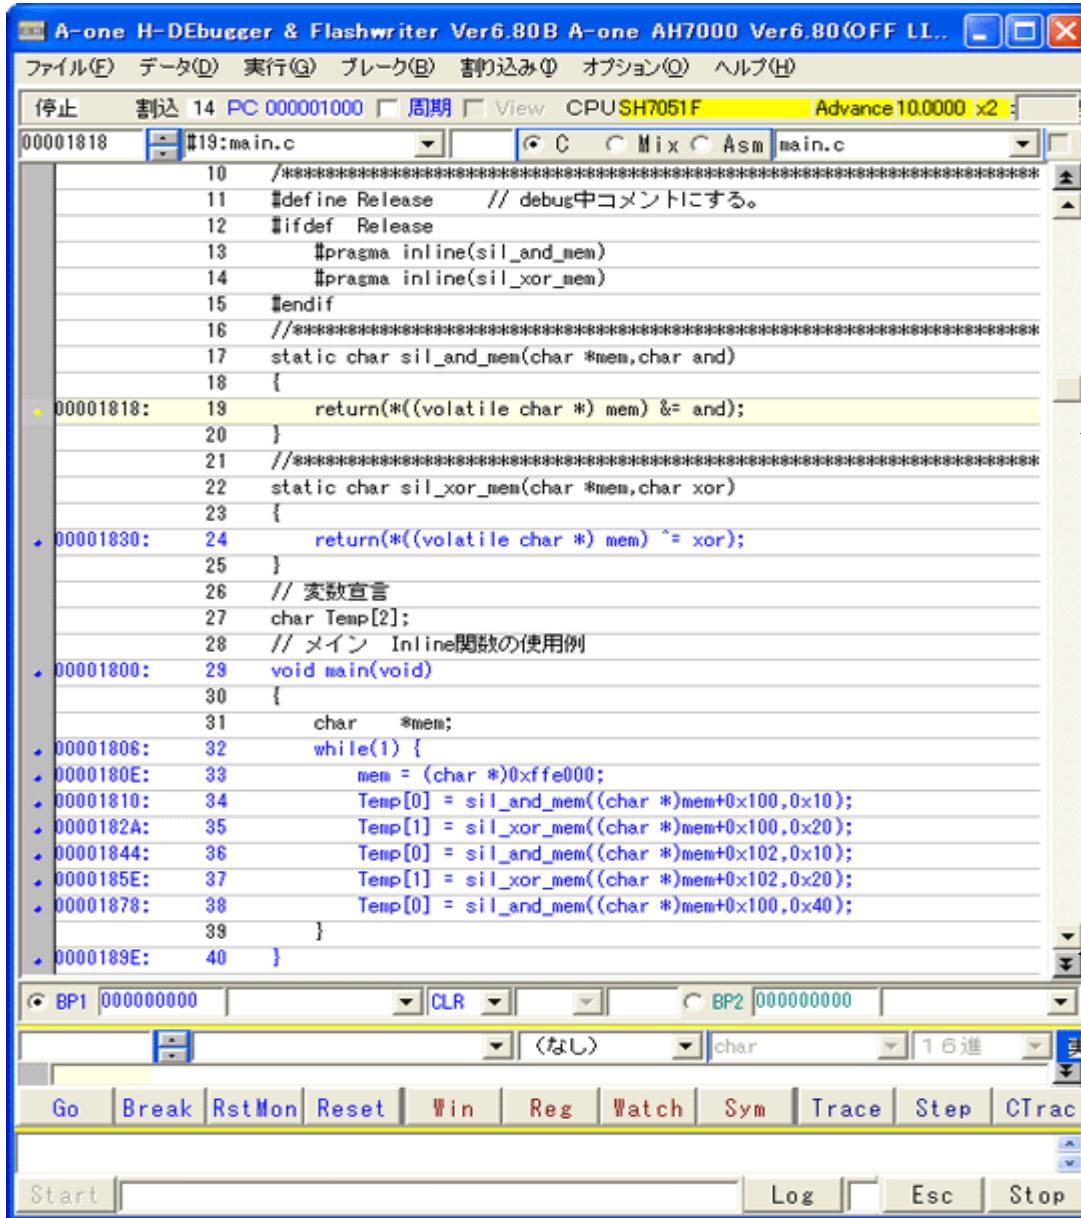 A-one H-DEbugger & Flashwriter Ver6.80B A-one AH7000 Ver6.80(OFF LI..
ファイル(F) データ(D) 実行(G) ブレーク(B) 割り込み(I) オプション(O) ヘルプ(H)
停止 割込 14 PC 000001000 周期 View CPU SH7051F Advance 10.0000 x2 :
00001818 #19:main.c C Mix Asm main.c
10 /************************************************************************
11 #define Release // debug中コメントにする。
12 #ifdef Release
13 #pragma inline(sil_and_mem)
14 #pragma inline(sil_xor_mem)
15 #endif
16 //***********************************************************************
17 static char sil_and_mem(char *mem,char and)
18 {
00001818: 19 return(*((volatile char *) mem) &= and);
20 }
21 //***********************************************************************
22 static char sil_xor_mem(char *mem,char xor)
23 {
00001830: 24 return(*((volatile char *) mem) ^= xor);
25 }
26 // 変数宣言
27 char Temp[2];
28 // メイン Inline関数の使用例
00001800: 29 void main(void)
30 {
31 char *mem;
00001806: 32 while(1) {
0000180E: 33 mem = (char *)0xffe000;
00001810: 34 Temp[0] = sil_and_mem((char *)mem+0x100,0x10);
0000182A: 35 Temp[1] = sil_xor_mem((char *)mem+0x100,0x20);
00001844: 36 Temp[0] = sil_and_mem((char *)mem+0x102,0x10);
0000185E: 37 Temp[1] = sil_xor_mem((char *)mem+0x102,0x20);
00001878: 38 Temp[0] = sil_and_mem((char *)mem+0x100,0x40);
39 }
0000189E: 40 }
BP1 000000000 CLR BP2 000000000
(なし) char 16進
Go Break RstMon Reset Win Reg Watch Sym Trace Step CTrac
Start Log Esc Stop